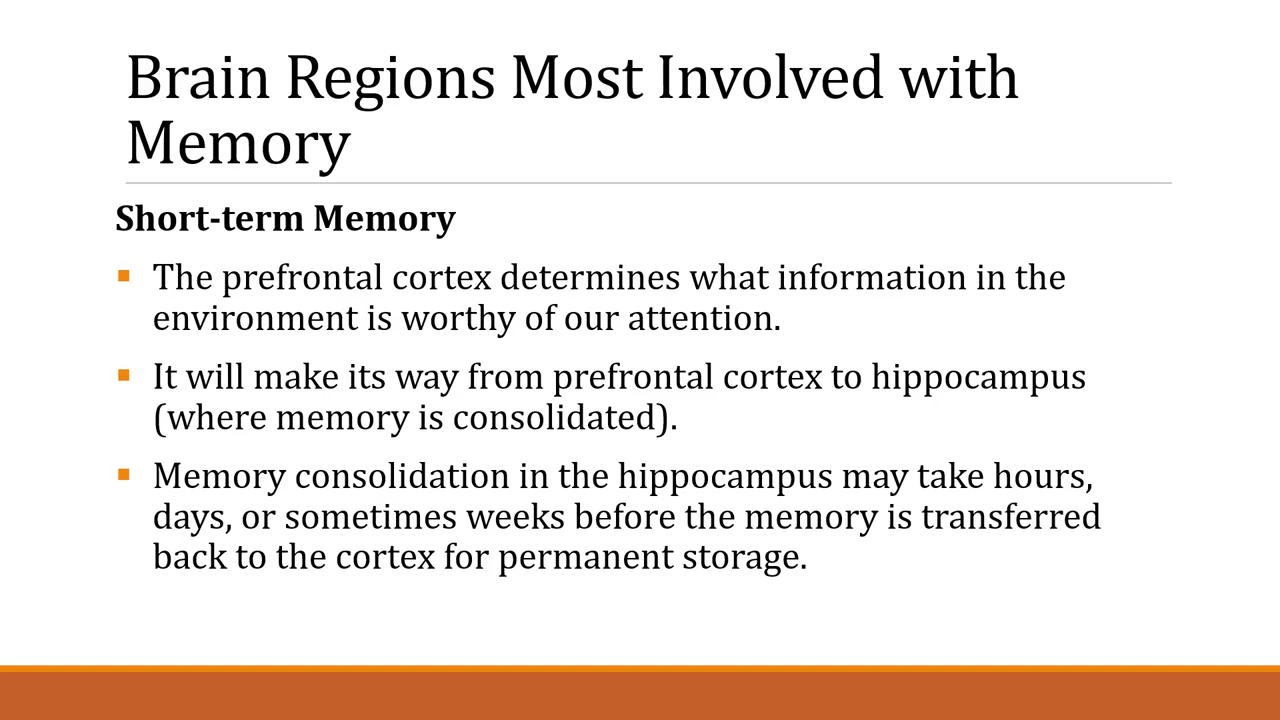 Brain Regions Most Involved with
Memory
Short-term Memory
▪ The prefrontal cortex determines what information in the
environment is worthy of our attention.
▪ It will make its way from prefrontal cortex to hippocampus
(where memory is consolidated).
▪ Memory consolidation in the hippocampus may take hours,
days, or sometimes weeks before the memory is transferred
back to the cortex for permanent storage.